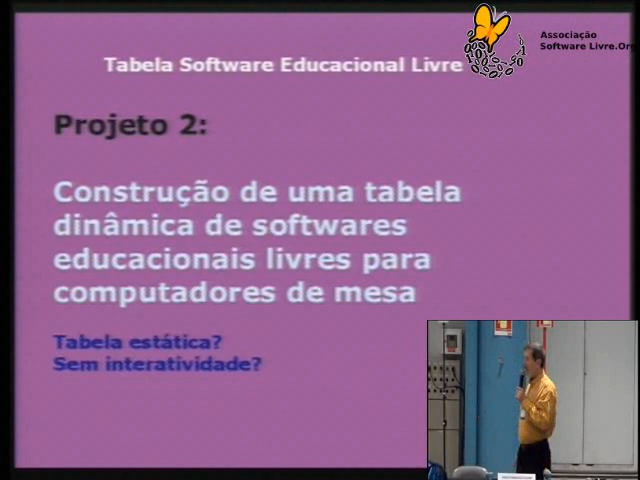 Associação
Software Livre.Or
Tabela Software Educacional Livre
Projeto 2:
Construção de uma tabela
dinâmica de softwares
educacionais livres para
computadores de mesa
Tabela estática?
Sem interatividade?